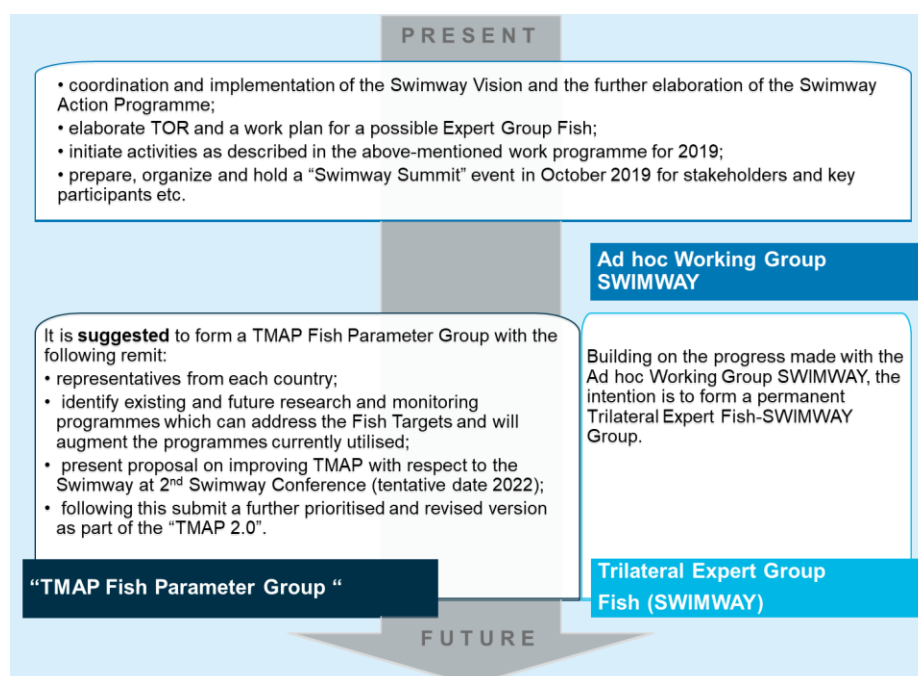 PRESENT
• coordination and implementation of the Swimway Vision and the further elaboration of the Swimway
Action Programme;
• elaborate TOR and a work plan for a possible Expert Group Fish;
• initiate activities as described in the above-mentioned work programme for 2019;
• prepare, organize and hold a “Swimway Summit” event in October 2019 for stakeholders and key
participants etc.
Ad hoc Working Group
SWIMWAY
It is suggested to form a TMAP Fish Parameter Group with the
following remit:
• representatives from each country;
• identify existing and future research and monitoring
programmes which can address the Fish Targets and will
augment the programmes currently utilised;
• present proposal on improving TMAP with respect to the
Swimway at 2nd Swimway Conference (tentative date 2022);
• following this submit a further prioritised and revised version
as part of the “TMAP 2.0”.
“TMAP Fish Parameter Group “
Building on the progress made with the
Ad hoc Working Group SWIMWAY, the
intention is to form a permanent
Trilateral Expert Fish-SWIMWAY
Group.
Trilateral Expert Group
Fish (SWIMWAY)
FUTURE